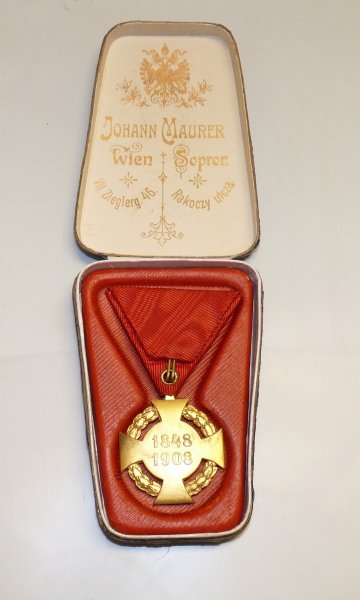 JOHANN MAURER
Wien Sopron
VII Zieglerg. 46. Rakoczy utcza.
1848
1908